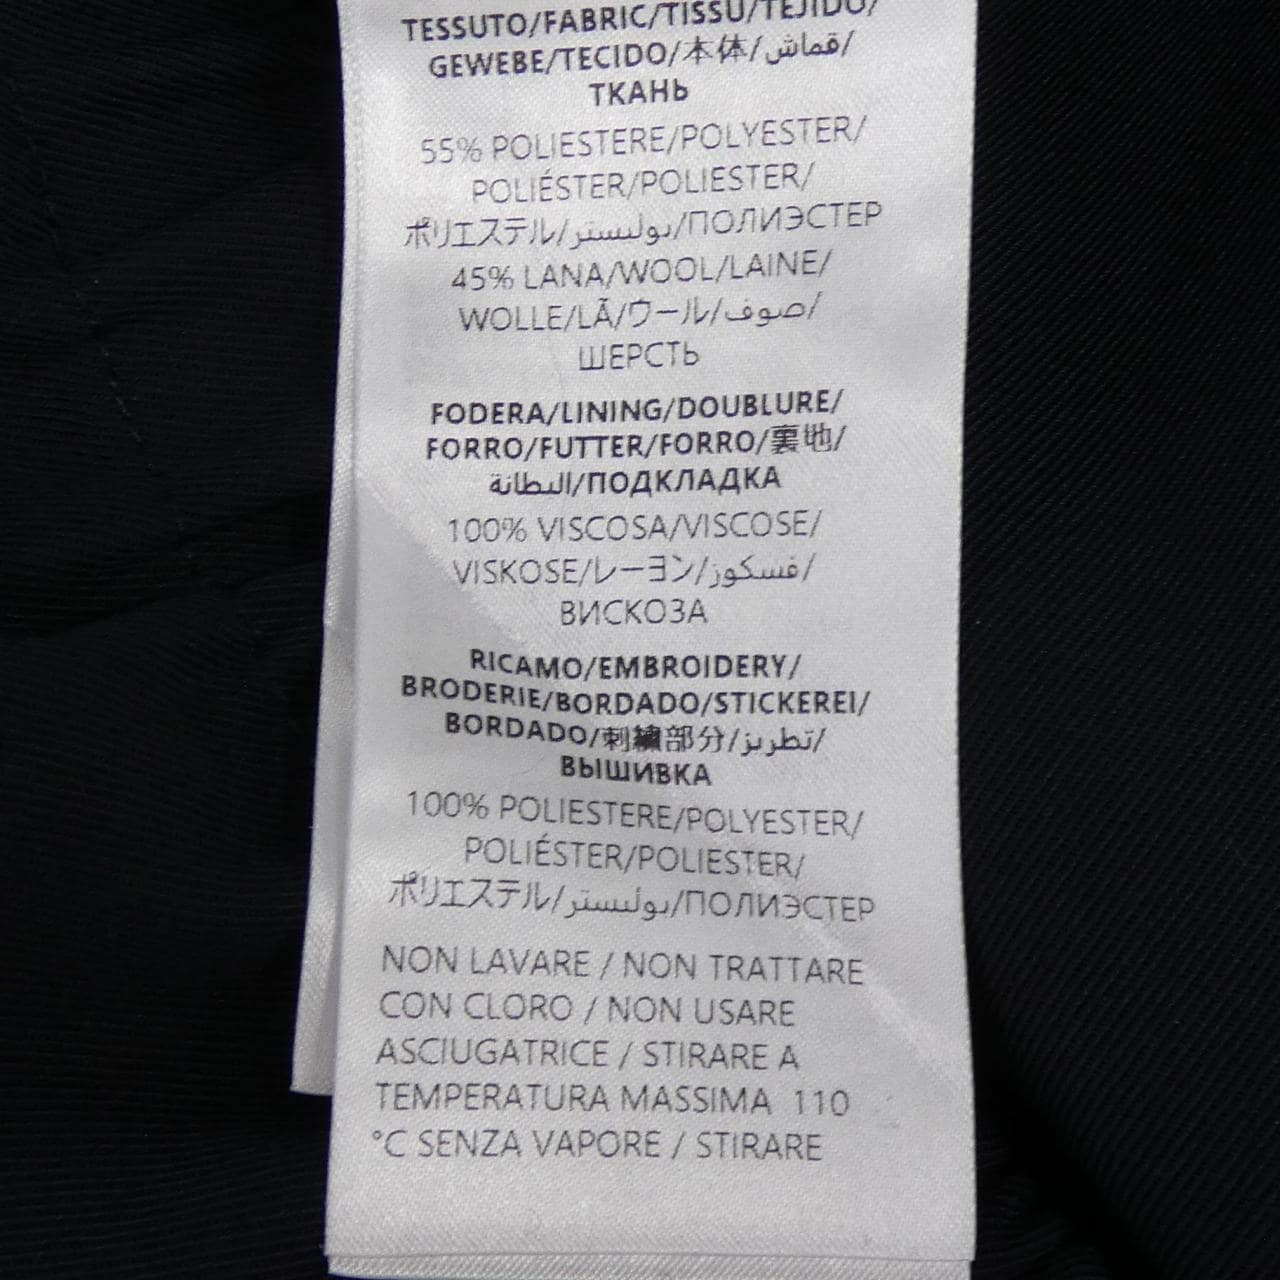 TESSUTO/FABRIC/TISSU/TEJIDO/
GEWEBE/TECIDO/本体/قماش/
ТКАНЬ
55% POLIESTERE/POLYESTER/
POLIÉSTER/POLIESTER/
ポリエステル/بوليستر/ПОЛИЭСТЕР
45% LANA/WOOL/LAINE/
WOLLE/LÃ/ウール/صوف/
ШЕРСТЬ
FODERA/LINING/DOUBLURE/
FORRO/FUTTER/FORRO/裏地/
البطانة/ПОДКЛАДКА
100% VISCOSA/VISCOSE/
VISKOSE/レーヨン/فسكوز/
ВИСКОЗА
RICAMO/EMBROIDERY/
BRODERIE/BORDADO/STICKEREI/
BORDADO/刺繍部分/تطريز/
ВЫШИВКА
100% POLIESTERE/POLYESTER/
POLIÉSTER/POLIESTER/
ポリエステル/بوليستر/ПОЛИЭСТЕР
NON LAVARE / NON TRATTARE
CON CLORO / NON USARE
ASCIUGATRICE / STIRARE A
TEMPERATURA MASSIMA 110
°C SENZA VAPORE / STIRARE